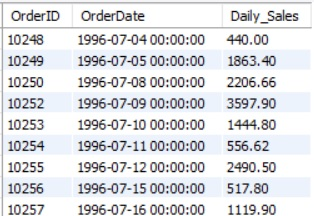 OrderID OrderDate Daily_Sales
10248 1996-07-04 00:00:00 440.00
10249 1996-07-05 00:00:00 1863.40
10250 1996-07-08 00:00:00 2206.66
10252 1996-07-09 00:00:00 3597.90
10253 1996-07-10 00:00:00 1444.80
10254 1996-07-11 00:00:00 556.62
10255 1996-07-12 00:00:00 2490.50
10256 1996-07-15 00:00:00 517.80
10257 1996-07-16 00:00:00 1119.90